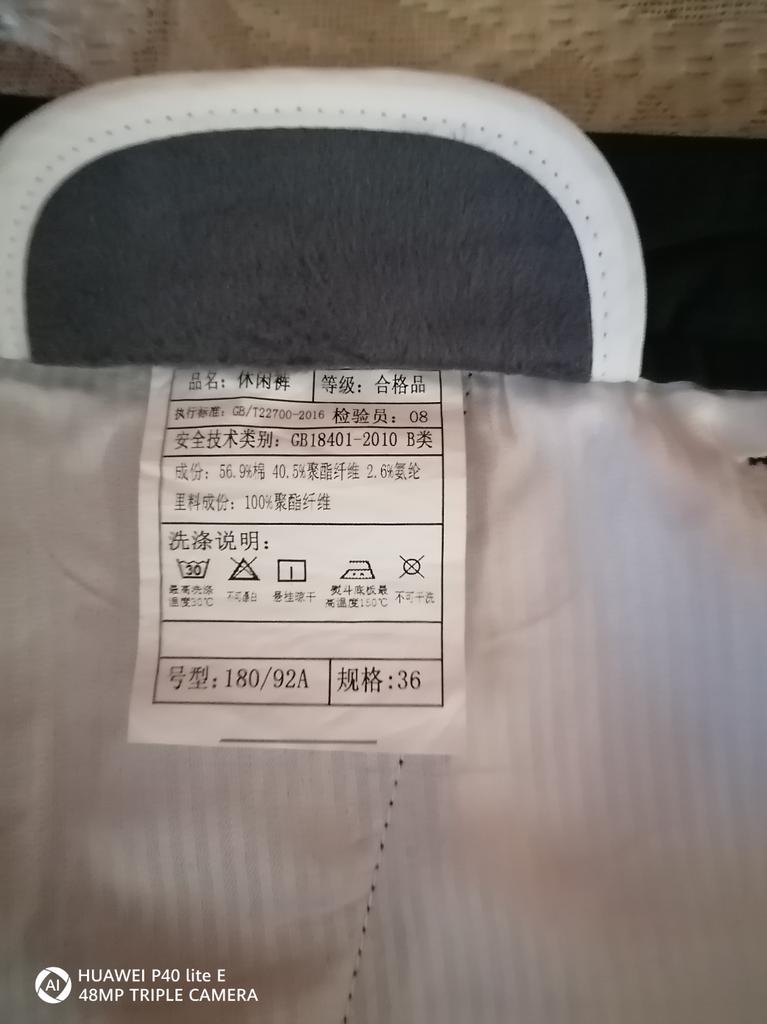 品名: 休闲裤 等级: 合格品
执行标准: GB/T22700-2016 检验员: 08
安全技术类别: GB18401-2010 B类
成份: 56.9%棉 40.5%聚酯纤维 2.6%氨纶
里料成份: 100%聚酯纤维
洗涤说明:
30
最高洗涤 不可漂白 悬挂晾干 熨斗底板最 不可干洗
温度30℃ 高温度150℃
号型: 180/92A 规格:36
AI HUAWEI P40 lite E
48MP TRIPLE CAMERA